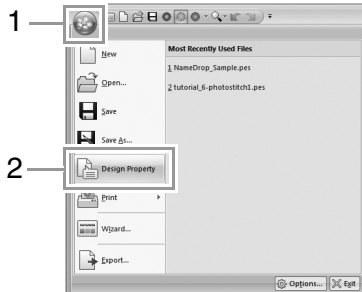 1
New
Most Recently Used Files
1 NameDrop_Sample.pes
Open...
2 tutorial_6-photostitch1.pes
Save
Save As...
2
Design Property
Print
Wizard...
Export...
Options...
Exit